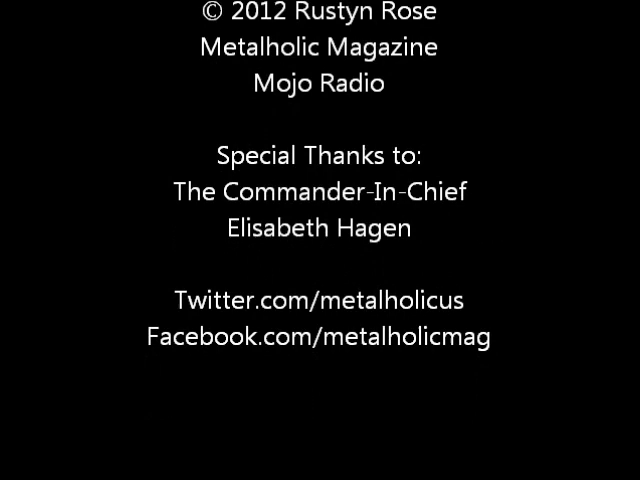 © 2012 Rustyn Rose
Metalholic Magazine
Mojo Radio
Special Thanks to:
The Commander-In-Chief
Elisabeth Hagen
Twitter.com/metalholicus
Facebook.com/metalholicmag